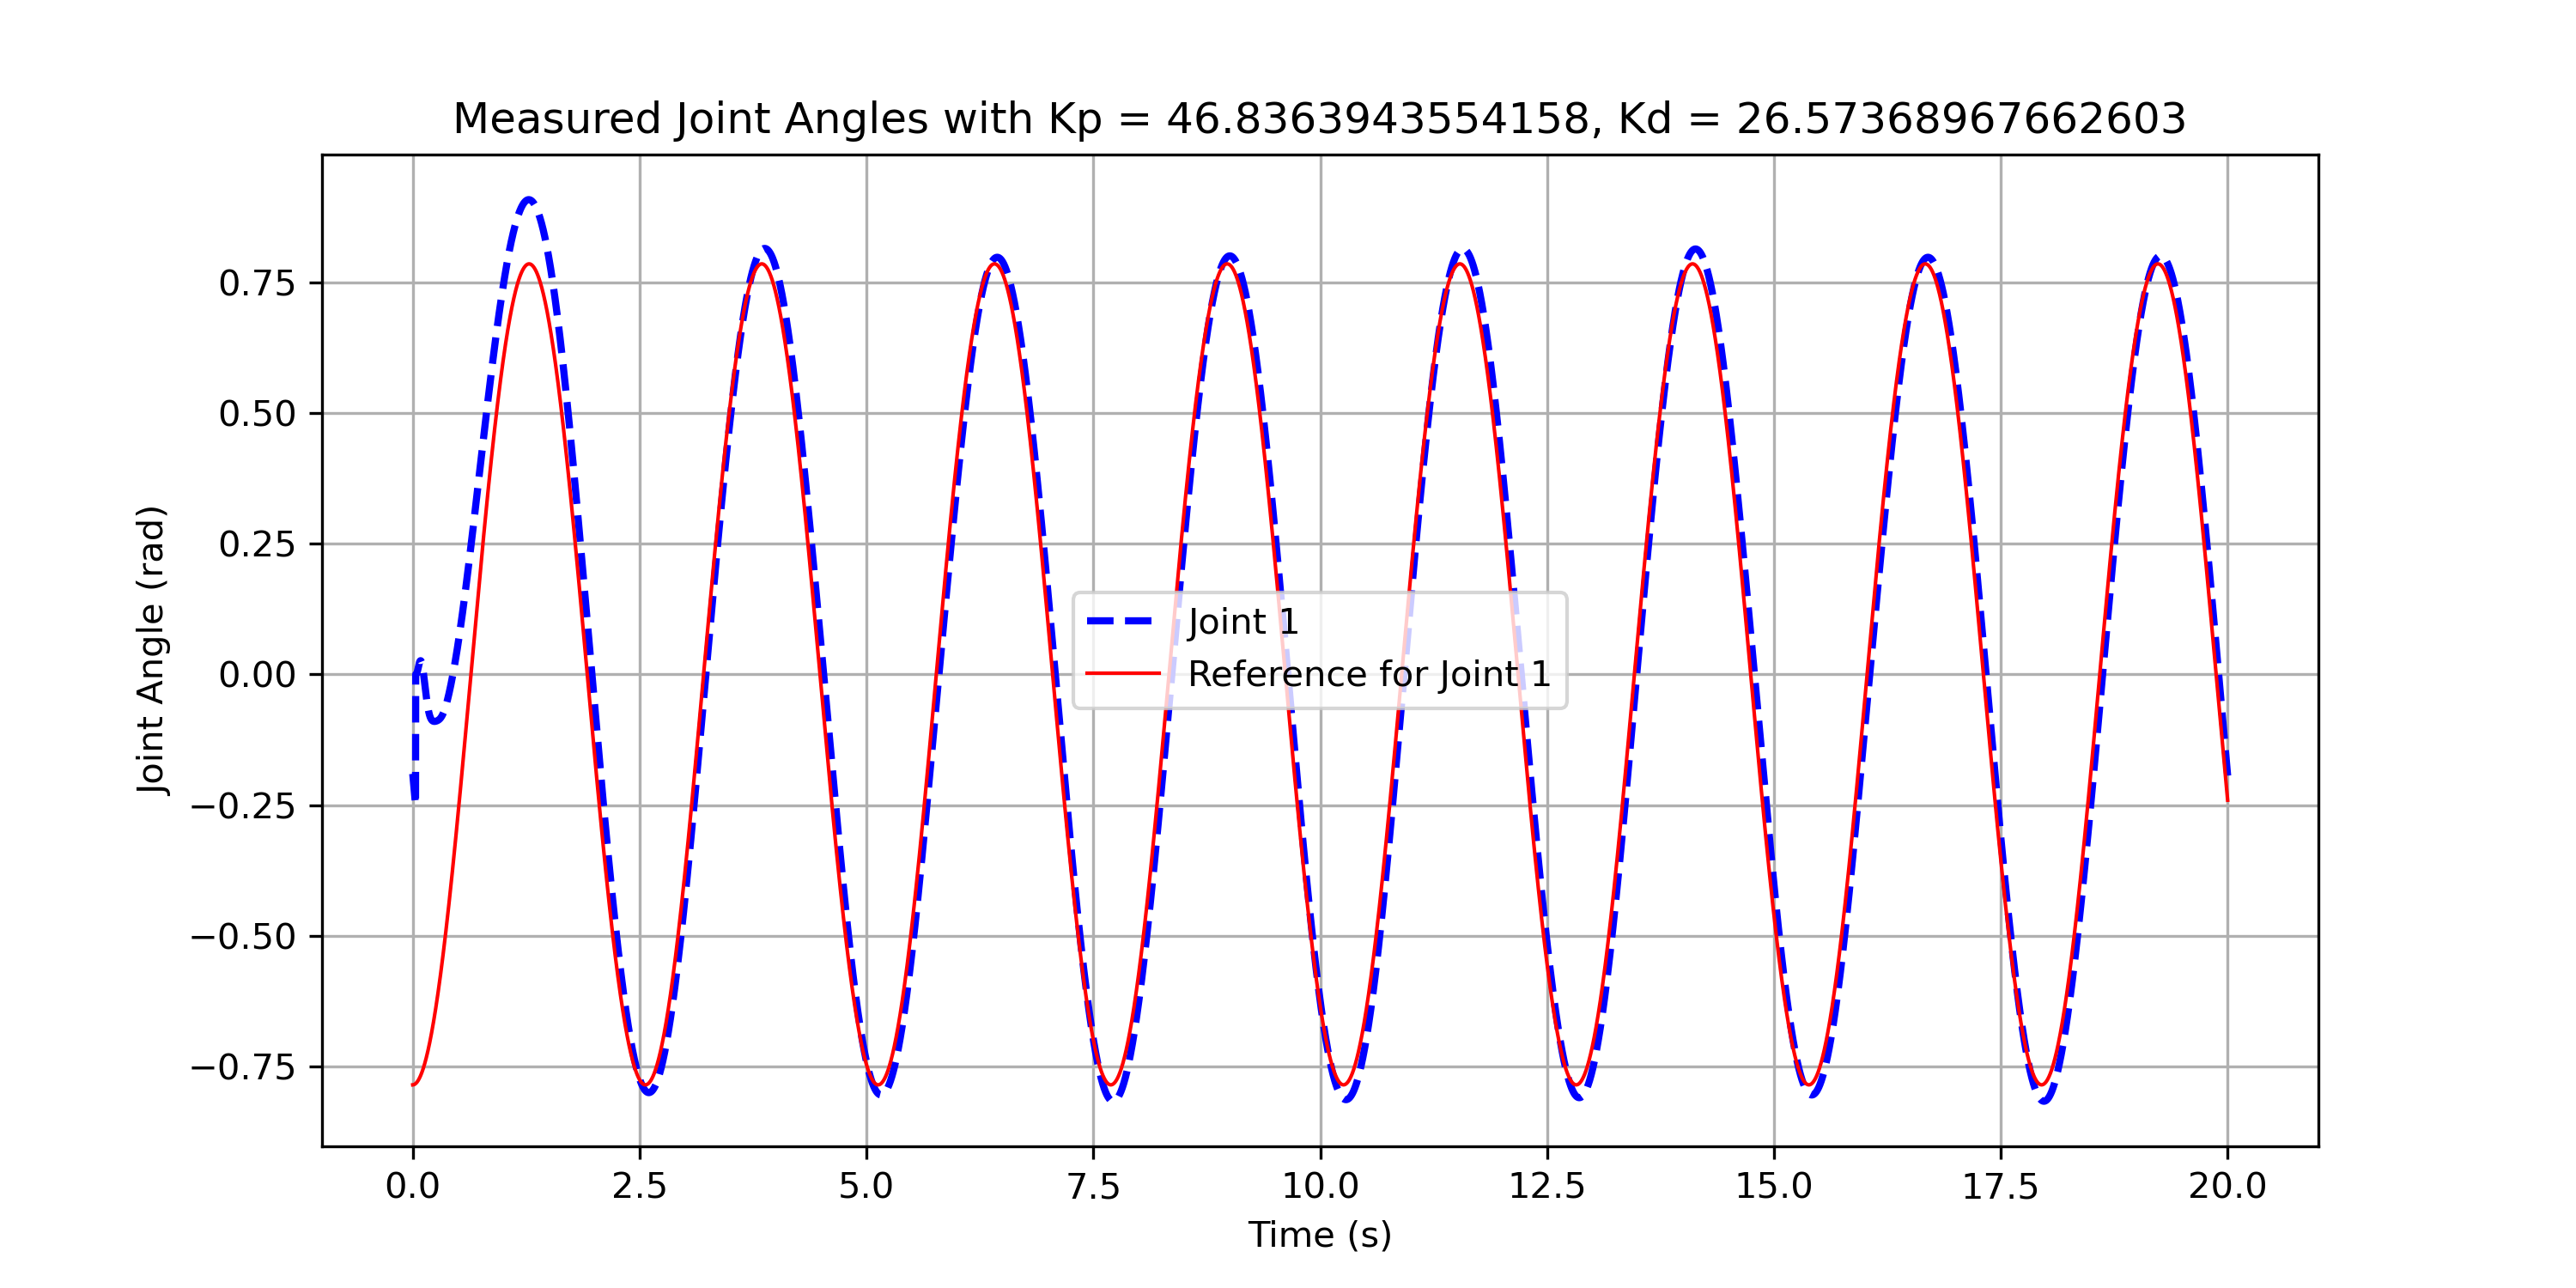 Measured Joint Angles with Kp = 46.8363943554158, Kd = 26.57368967662603
Joint Angle (rad)
0.75
0.50
0.25
0.00
−0.25
−0.50
−0.75
Joint 1
Reference for Joint 1
0.0 2.5 5.0 7.5 10.0 12.5 15.0 17.5 20.0
Time (s)